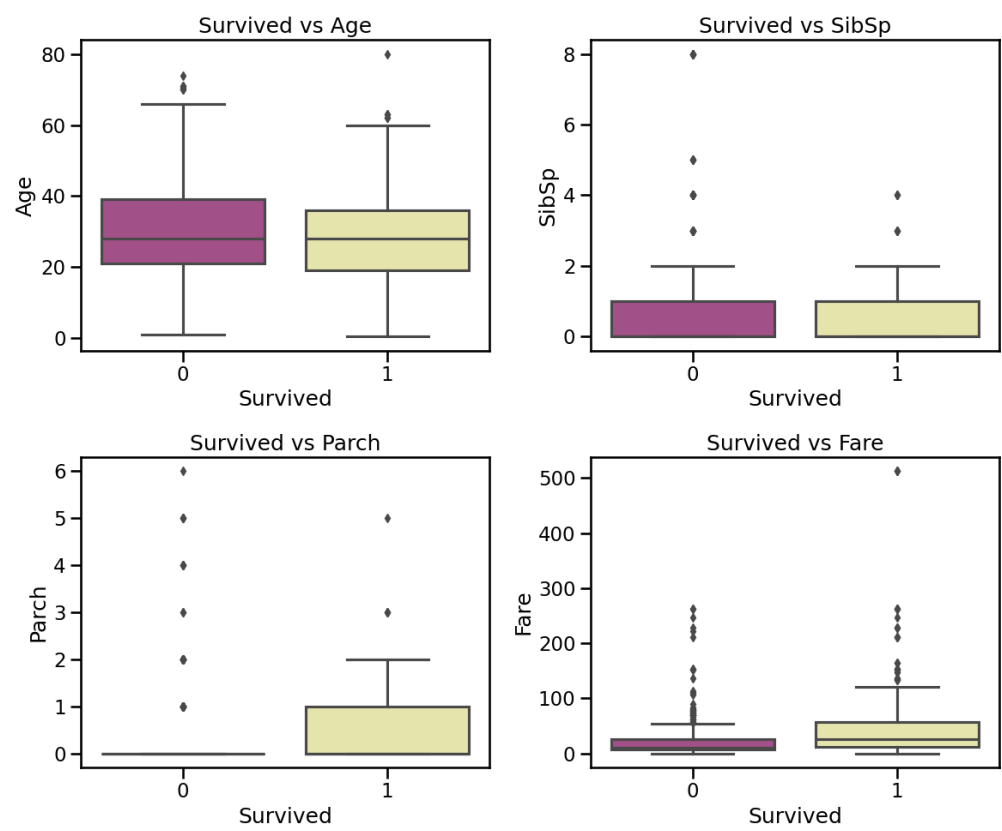 Survived vs Age
80
60
40
20
0
Age
0 1
Survived
Survived vs SibSp
8
6
4
2
0
SibSp
0 1
Survived
Survived vs Parch
6
5
4
3
2
1
0
Parch
0 1
Survived
Survived vs Fare
500
400
300
200
100
0
Fare
0 1
Survived